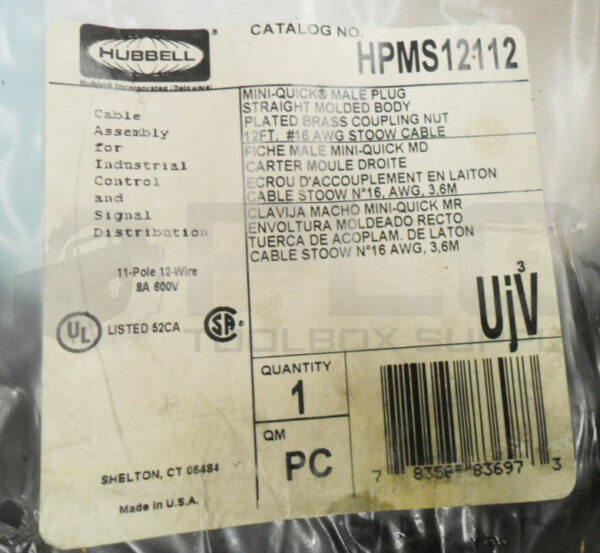 HUBBELL
Hubbell Incorporated (Delaware)
CATALOG NO.
HPMS12112
Cable
Assembly
for
Industrial
Control
and
Signal
Distribution
11-Pole 12-Wire
8A 600V
UL LISTED 52CA SA
SHELTON, CT 06484
Made in U.S.A.
MINI-QUICK® MALE PLUG
STRAIGHT MOLDED BODY
PLATED BRASS COUPLING NUT
12FT, #16 AWG STOOW CABLE
FICHE MALE MINI-QUICK MD
CARTER MOULE DROITE
ECROU D'ACCOUPLEMENT EN LAITON
CABLE STOOW N°16, AWG, 3,6M
CLAVIJA MACHO MINI-QUICK MR
ENVOLTURA MOLDEADO RECTO
TUERCA DE ACOPLAM. DE LATON
CABLE STOOW N°16 AWG, 3,6M
3
UjV
QUANTITY
1
QM
PC
7 83697 3
PLC
TOOLBOX